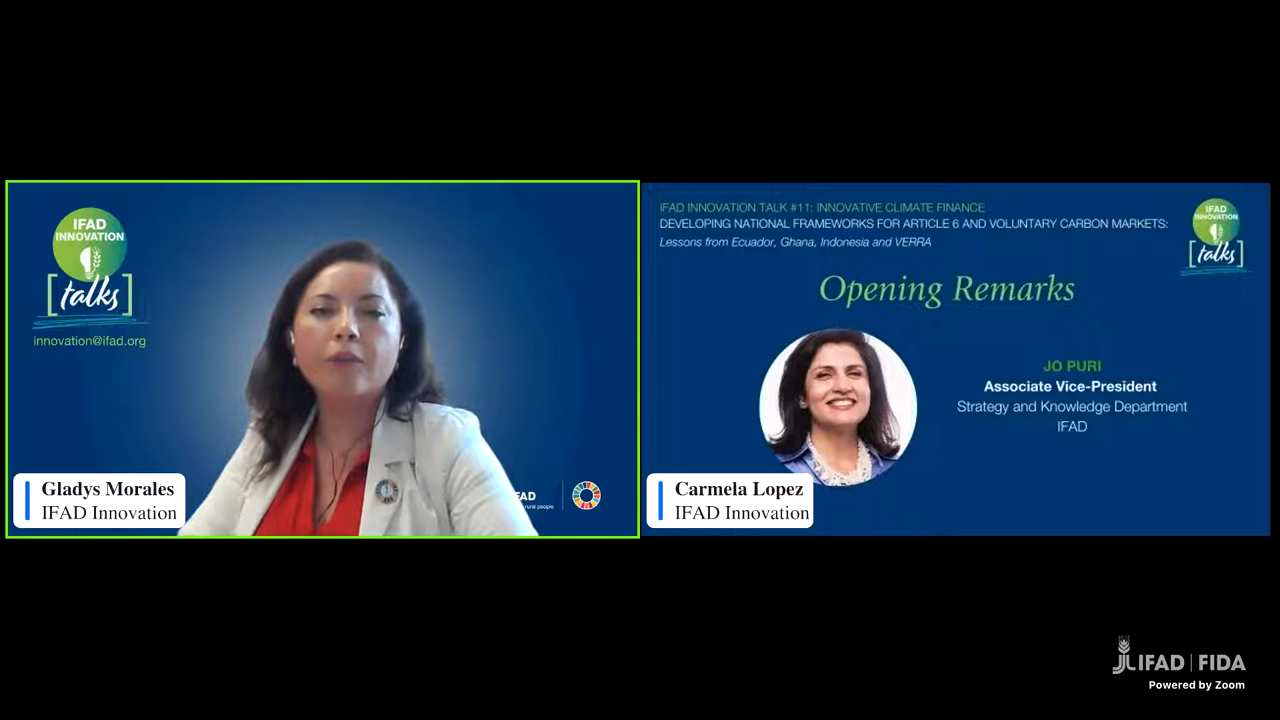 IFAD
INNOVATION
talks
innovation@ifad.org
FAD
rural people
Gladys Morales
IFAD Innovation
IFAD INNOVATION TALK #11: INNOVATIVE CLIMATE FINANCE
DEVELOPING NATIONAL FRAMEWORKS FOR ARTICLE 6 AND VOLUNTARY CARBON MARKETS:
Lessons from Ecuador, Ghana, Indonesia and VERRA
IFAD
INNOVATION
talks
Opening Remarks
JO PURI
Associate Vice-President
Strategy and Knowledge Department
IFAD
Carmela Lopez
IFAD Innovation
IFAD | FIDA
Powered by Zoom